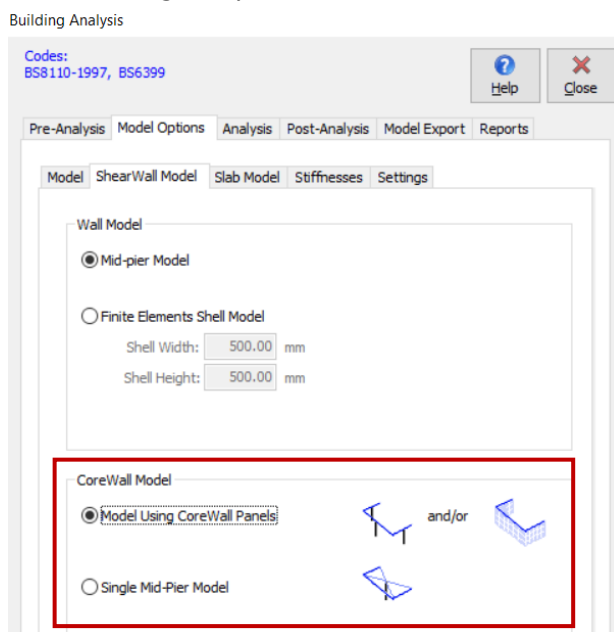 Building Analysis
Codes:
BS8110-1997, BS6399
Help
Close
Pre-Analysis Model Options Analysis Post-Analysis Model Export Reports
Model ShearWall Model Slab Model Stiffnesses Settings
Wall Model
Mid-pier Model
Finite Elements Shell Model
Shell Width: 500.00 mm
Shell Height: 500.00 mm
CoreWall Model
Model Using CoreWall Panels and/or
Single Mid-Pier Model